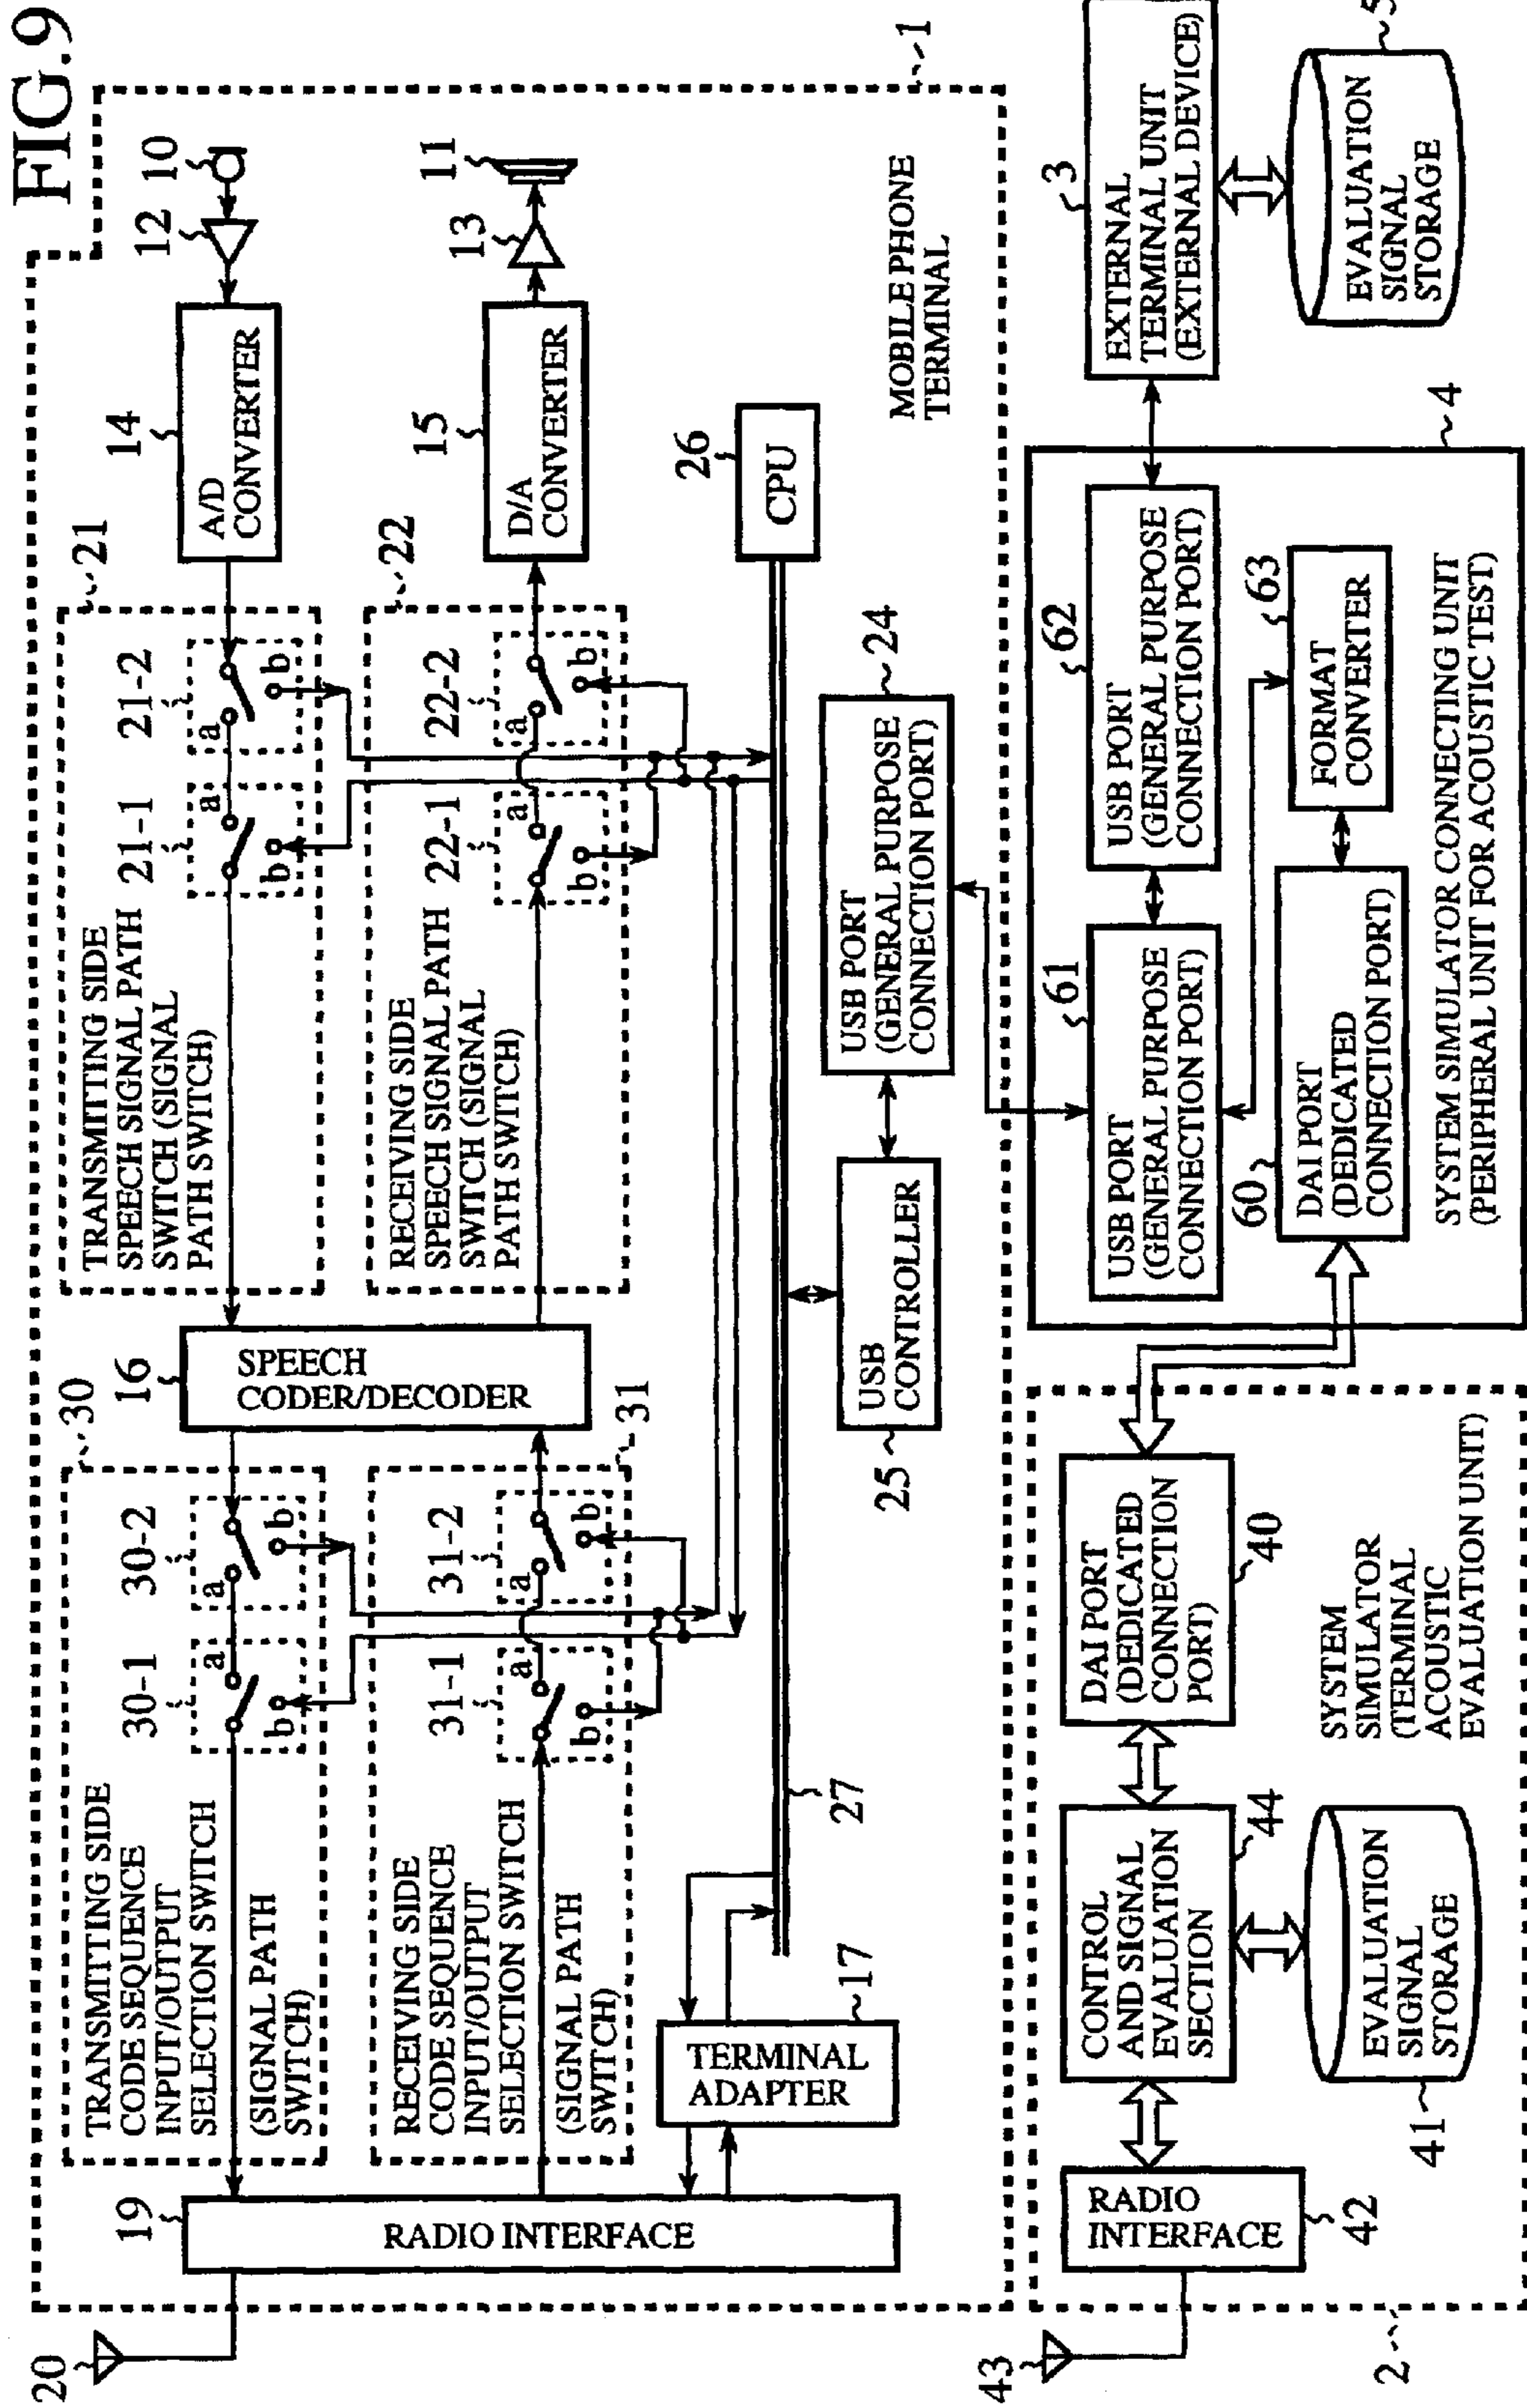 FIG.9
20
19
RADIO INTERFACE
30
TRANSMITTING SIDE
CODE SEQUENCE
INPUT/OUTPUT
SELECTION SWITCH
(SIGNAL PATH
SWITCH)
30-1
a
b
30-2
a
b
16
SPEECH
CODER/DECODER
21
TRANSMITTING SIDE
SPEECH SIGNAL PATH
SWITCH (SIGNAL
PATH SWITCH)
21-1
a
b
21-2
a
b
14
A/D
CONVERTER
12
10
RECEIVING SIDE
CODE SEQUENCE
INPUT/OUTPUT
SELECTION SWITCH
(SIGNAL PATH
SWITCH)
31-1
a
b
31-2
a
b
31
RECEIVING SIDE
SPEECH SIGNAL PATH
SWITCH (SIGNAL
PATH SWITCH)
22-1
a
b
22-2
a
b
22
15
D/A
CONVERTER
13
11
TERMINAL
ADAPTER
17
27
25
USB
CONTROLLER
USB PORT
(GENERAL PURPOSE
CONNECTION PORT)
24
26
CPU
MOBILE PHONE
TERMINAL
1
43
2
RADIO
INTERFACE
42
CONTROL
AND SIGNAL
EVALUATION
SECTION
44
EVALUATION
SIGNAL
STORAGE
41
DAI PORT
(DEDICATED
CONNECTION
PORT)
40
SYSTEM
SIMULATOR
(TERMINAL
ACOUSTIC
EVALUATION UNIT)
61
USB PORT
(GENERAL PURPOSE
CONNECTION PORT)
62
USB PORT
(GENERAL PURPOSE
CONNECTION PORT)
60
DAI PORT
(DEDICATED
CONNECTION PORT)
63
FORMAT
CONVERTER
SYSTEM SIMULATOR CONNECTING UNIT
(PERIPHERAL UNIT FOR ACOUSTIC TEST)
4
3
EXTERNAL
TERMINAL UNIT
(EXTERNAL DEVICE)
EVALUATION
SIGNAL
STORAGE